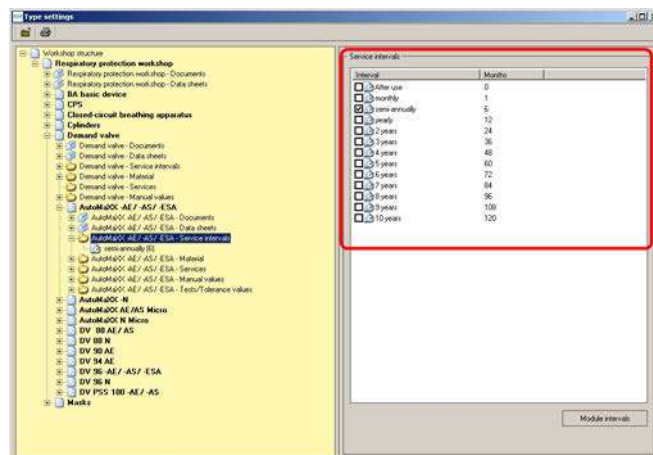 Type settings
Workshop structure
Respiratory protection workshop
Respiratory protection workshop - Documents
Respiratory protection workshop - Data sheets
BA basic device
CPS
Closed-circuit breathing apparatus
Cylinders
Demand valve
Demand valve - Documents
Demand valve - Data sheets
Demand valve - Service intervals
Demand valve - Material
Demand valve - Services
Demand valve - Manual values
AutoMaXX -AE/ -AS/ -ESA
AutoMaXX -AE/ -AS/ -ESA - Documents
AutoMaXX -AE/ -AS/ -ESA - Data sheets
AutoMaXX -AE/ -AS/ -ESA - Service intervals
semi-annually [6]
AutoMaXX -AE/ -AS/ -ESA - Material
AutoMaXX -AE/ -AS/ -ESA - Services
AutoMaXX -AE/ -AS/ -ESA - Manual values
AutoMaXX -AE/ -AS/ -ESA - Tests/Tolerance values
AutoMaXX -N
AutoMaXX AE/AS Micro
AutoMaXX N Micro
DV 88 AE/ AS
DV 88 N
DV 90 AE
DV 94 AE
DV 96 -AE/ -AS/ -ESA
DV 96 N
DV PSS 100 -AE/ -AS
Masks
Service intervals
Interval Months
After use 0
monthly 1
semi-annually 6
yearly 12
2 years 24
3 years 36
4 years 48
5 years 60
6 years 72
7 years 84
8 years 96
9 years 108
10 years 120
Module intervals